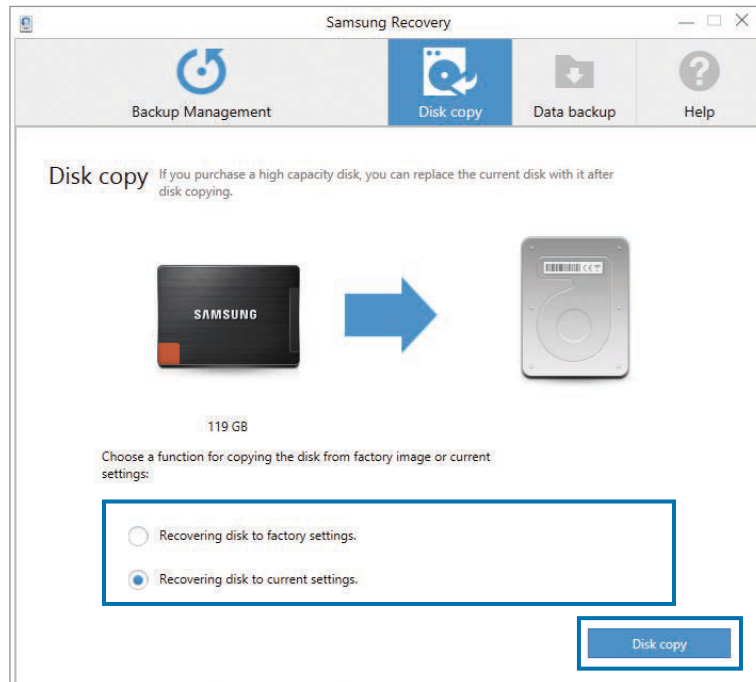 Samsung Recovery
Backup Management
Disk copy
Data backup
Help
Disk copy
If you purchase a high capacity disk, you can replace the current disk with it after
disk copying.
SAMSUNG
119 GB
Choose a function for copying the disk from factory image or current
settings:
Recovering disk to factory settings.
Recovering disk to current settings.
Disk copy